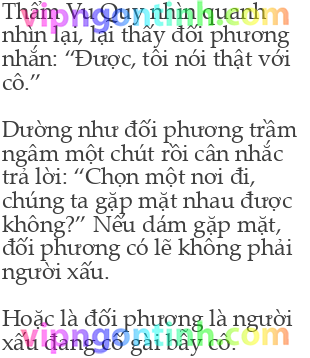 Thẩm Vu Quy nhìn quanh
nhìn lại, lại thấy đối phương
nhắn: “Được, tôi nói thật với
cô.”
Dường như đối phương trầm
ngâm một chút rồi cân nhắc
trả lời: “Chọn một nơi đi,
chúng ta gặp mặt nhau được
không?” Nếu dám gặp mặt,
đối phương có lẽ không phải
người xấu.
Hoặc là đối phương là người
xấu đang cố gài bẫy cô.
vipngontinh.com
vipngontinh.com